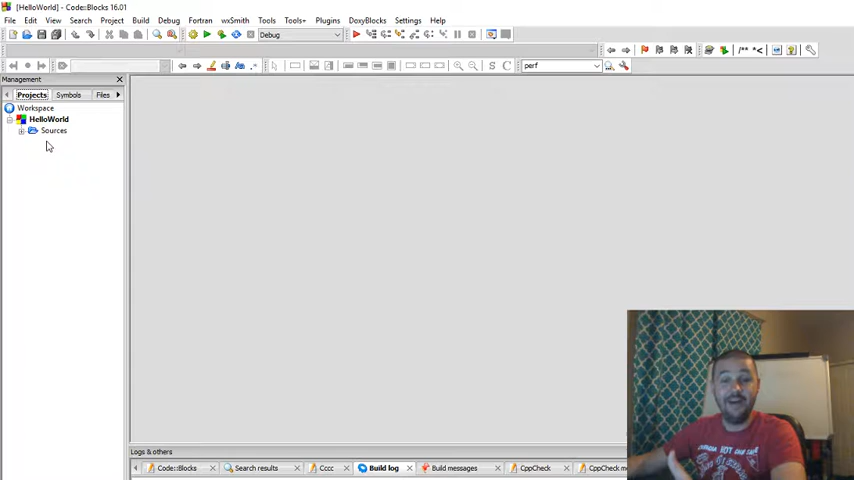 [HelloWorld] - Code::Blocks 16.01
File Edit View Search Project Build Debug Fortran wxSmith Tools Tools+ Plugins DoxyBlocks Settings Help
Debug
/** *<
S C perf
Management
Projects Symbols Files
Workspace
HelloWorld
Sources
Logs & others
Code::Blocks Search results Cccc Build log Build messages CppCheck CppCheck me